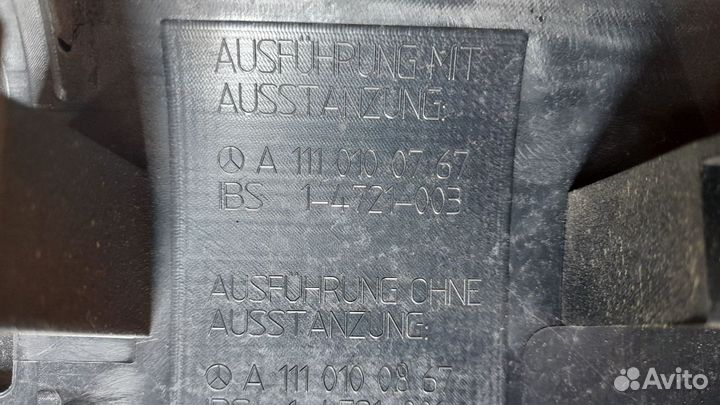 AUSFÜHRUNG MIT
AUSSTANZUNG:
A 111 010 07 67
IBS 1-4721-003
AUSFÜHRUNG OHNE
AUSSTANZUNG:
A 111 010 08 67
Avito